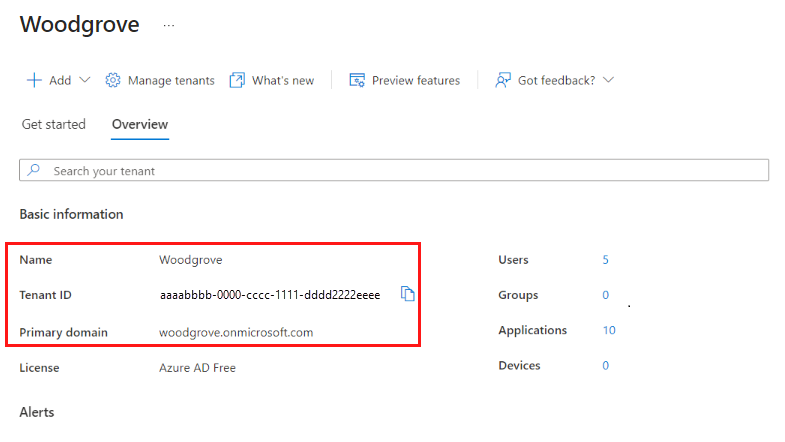 Woodgrove ...
Add Manage tenants What's new Preview features Got feedback?
Get started Overview
Search your tenant
Basic information
Name Woodgrove Users 5
Tenant ID aaaabbbb-0000-cccc-1111-dddd2222eeee Groups 0
Primary domain woodgrove.onmicrosoft.com Applications 10
License Azure AD Free Devices 0
Alerts